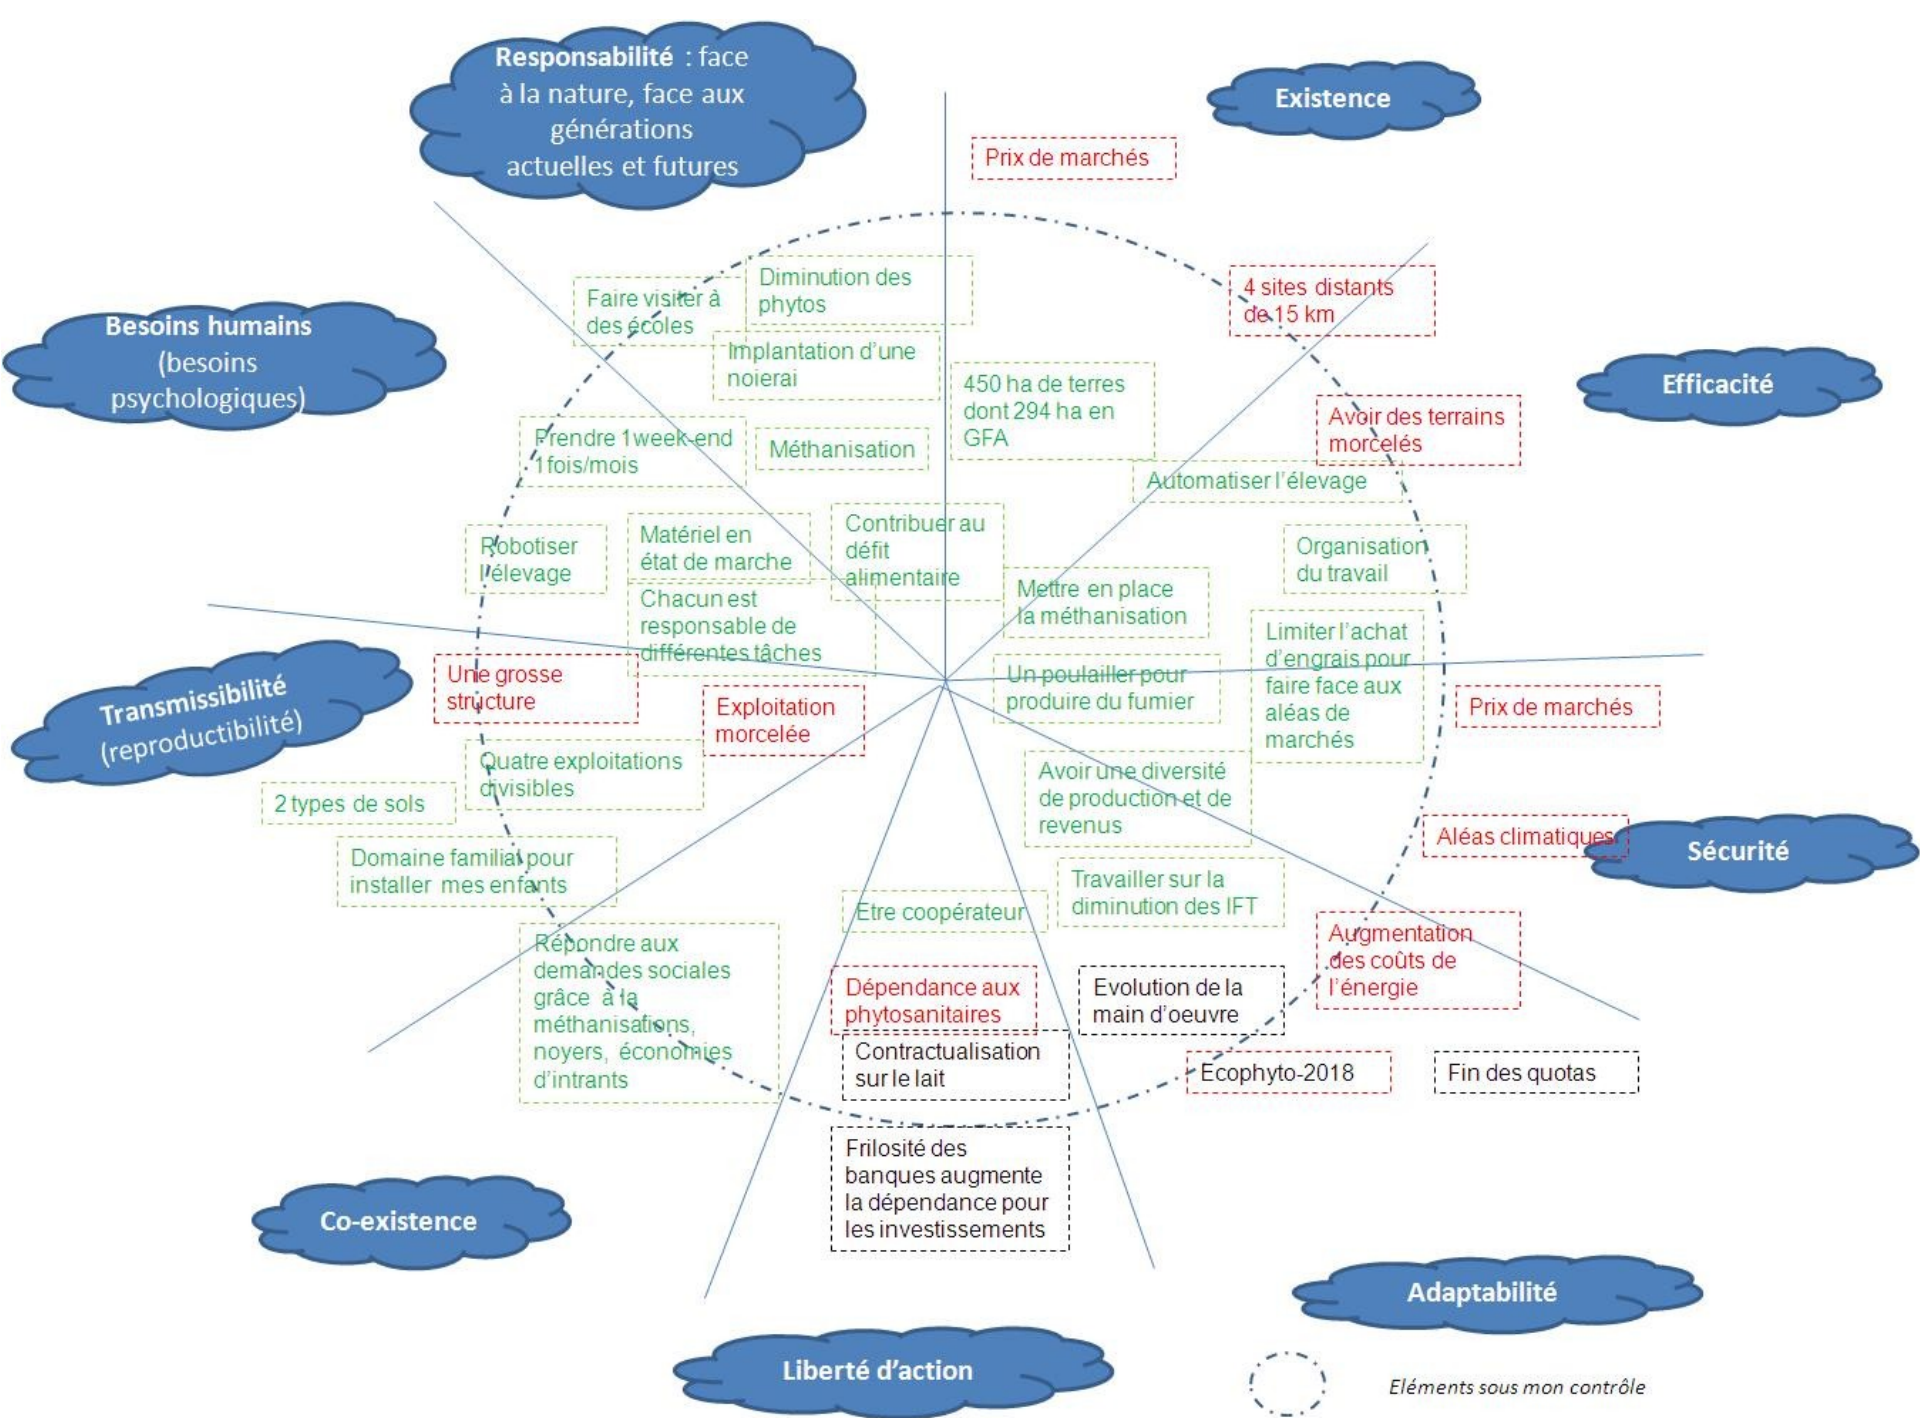 Responsabilité : face
à la nature, face aux
générations
actuelles et futures
Existence
Prix de marchés
Diminution des
phytos
Faire visiter à
des écoles
4 sites distants
de 15 km
Besoins humains
(besoins
psychologiques)
Implantation d'une
noierai
450 ha de terres
dont 294 ha en
GFA
Efficacité
Avoir des terrains
morcelés
Prendre 1week-end
1fois/mois
Méthanisation
Automatiser l'élevage
Robotiser
l'élevage
Matériel en
état de marche
Contribuer au
défit
alimentaire
Organisation
du travail
Mettre en place
la méthanisation
Chacun est
responsable de
différentes tâches
Limiter l'achat
d'engrais pour
faire face aux
aléas de
marchés
Une grosse
structure
Un poulailler pour
produire du fumier
Transmissibilité
(reproductibilité)
Exploitation
morcelée
Prix de marchés
Quatre exploitations
divisibles
2 types de sols
Avoir une diversité
de production et de
revenus
Aléas climatiques
Sécurité
Domaine familial pour
installer mes enfants
Travailler sur la
diminution des IFT
Etre coopérateur
Répondre aux
demandes sociales
grâce à la
méthanisations,
noyers, économies
d'intrants
Augmentation
des coûts de
l'énergie
Dépendance aux
phytosanitaires
Evolution de la
main d'oeuvre
Contractualisation
sur le lait
Ecophyto-2018
Fin des quotas
Frilosité des
banques augmente
la dépendance pour
les investissements
Co-existence
Adaptabilité
Liberté d'action
Eléments sous mon contrôle